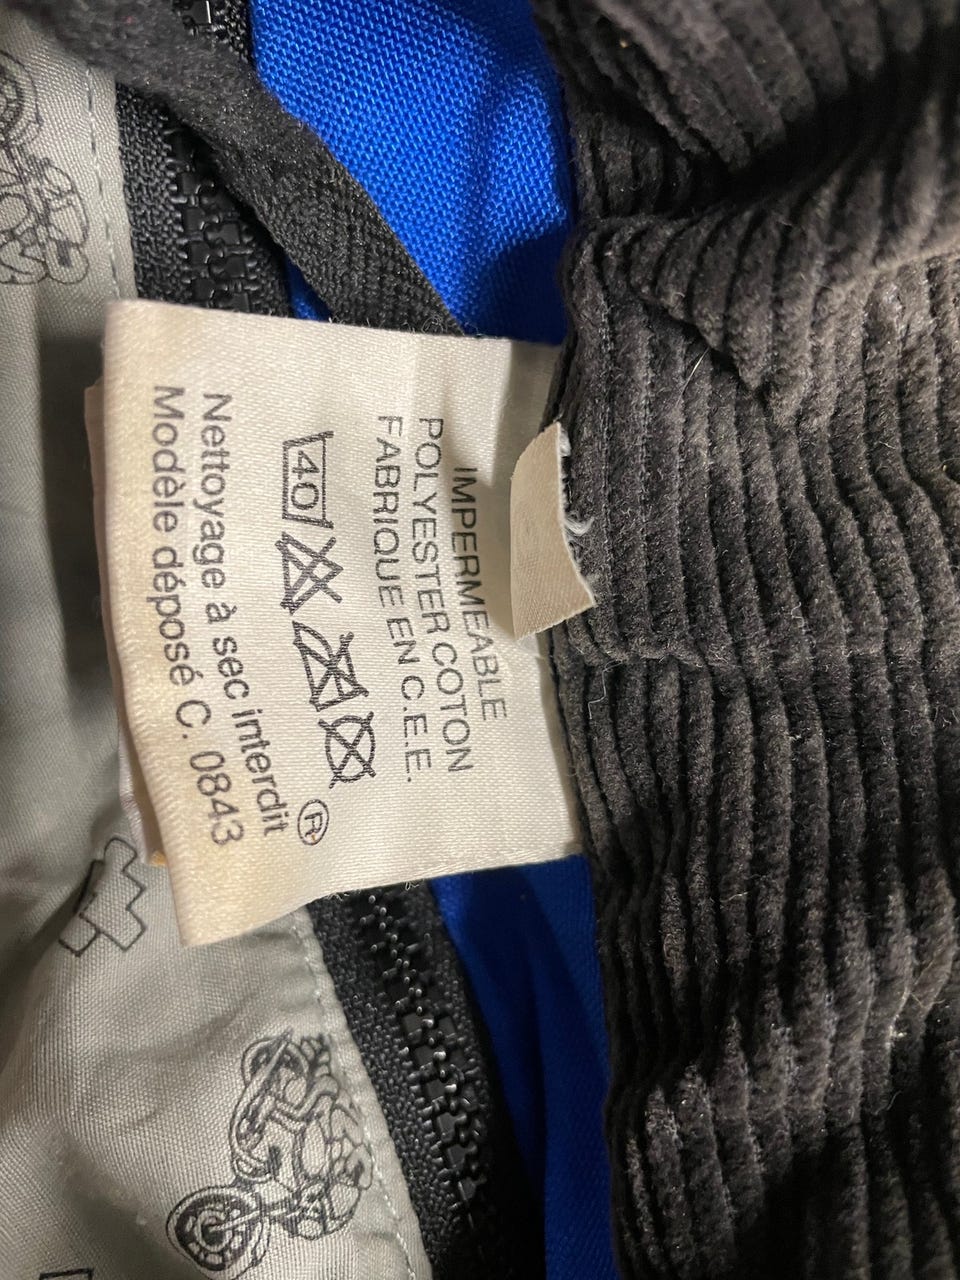 IMPERMEABLE
POLYESTER COTON
FABRIQUE EN C.E.E.
40
®
Nettoyage à sec interdit
Modèle déposé C. 0843